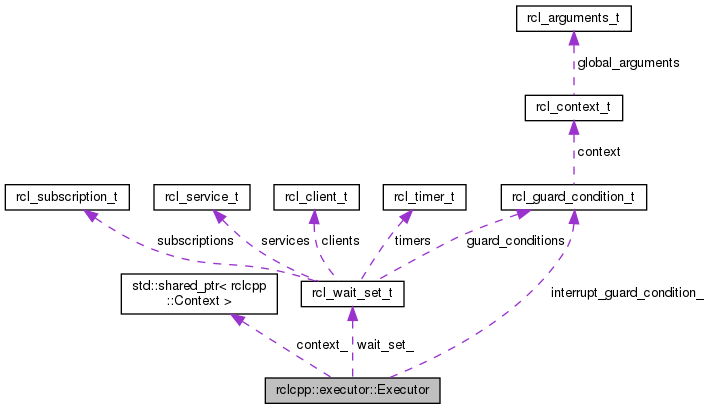 rcl_arguments_t
global_arguments
rcl_context_t
context
rcl_subscription_t
rcl_service_t
rcl_client_t
rcl_timer_t
rcl_guard_condition_t
subscriptions
services
clients
timers
guard_conditions
std::shared_ptr< rclcpp
::Context >
rcl_wait_set_t
interrupt_guard_condition_
context_
wait_set_
rclcpp::executor::Executor